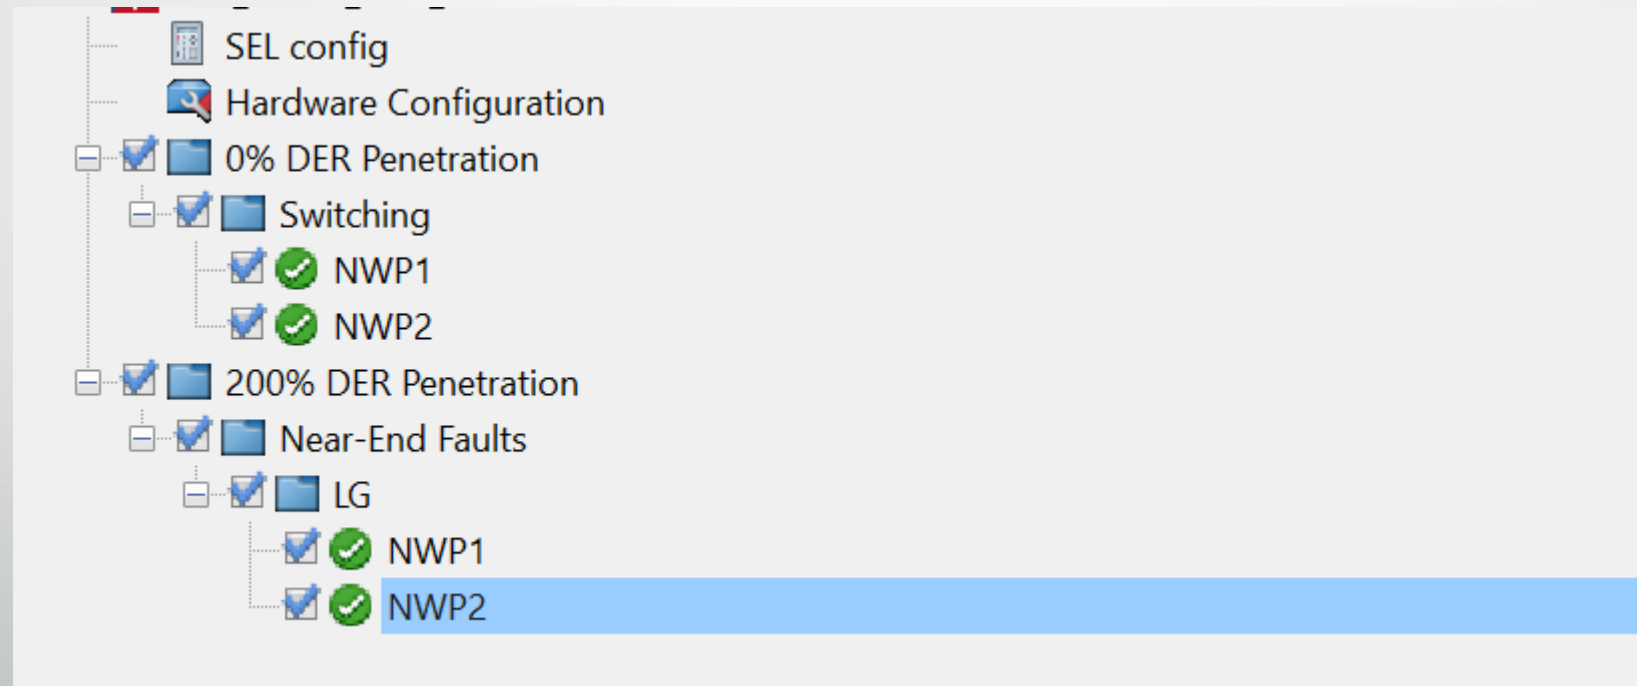 SEL config
Hardware Configuration
0% DER Penetration
Switching
NWP1
NWP2
200% DER Penetration
Near-End Faults
LG
NWP1
NWP2